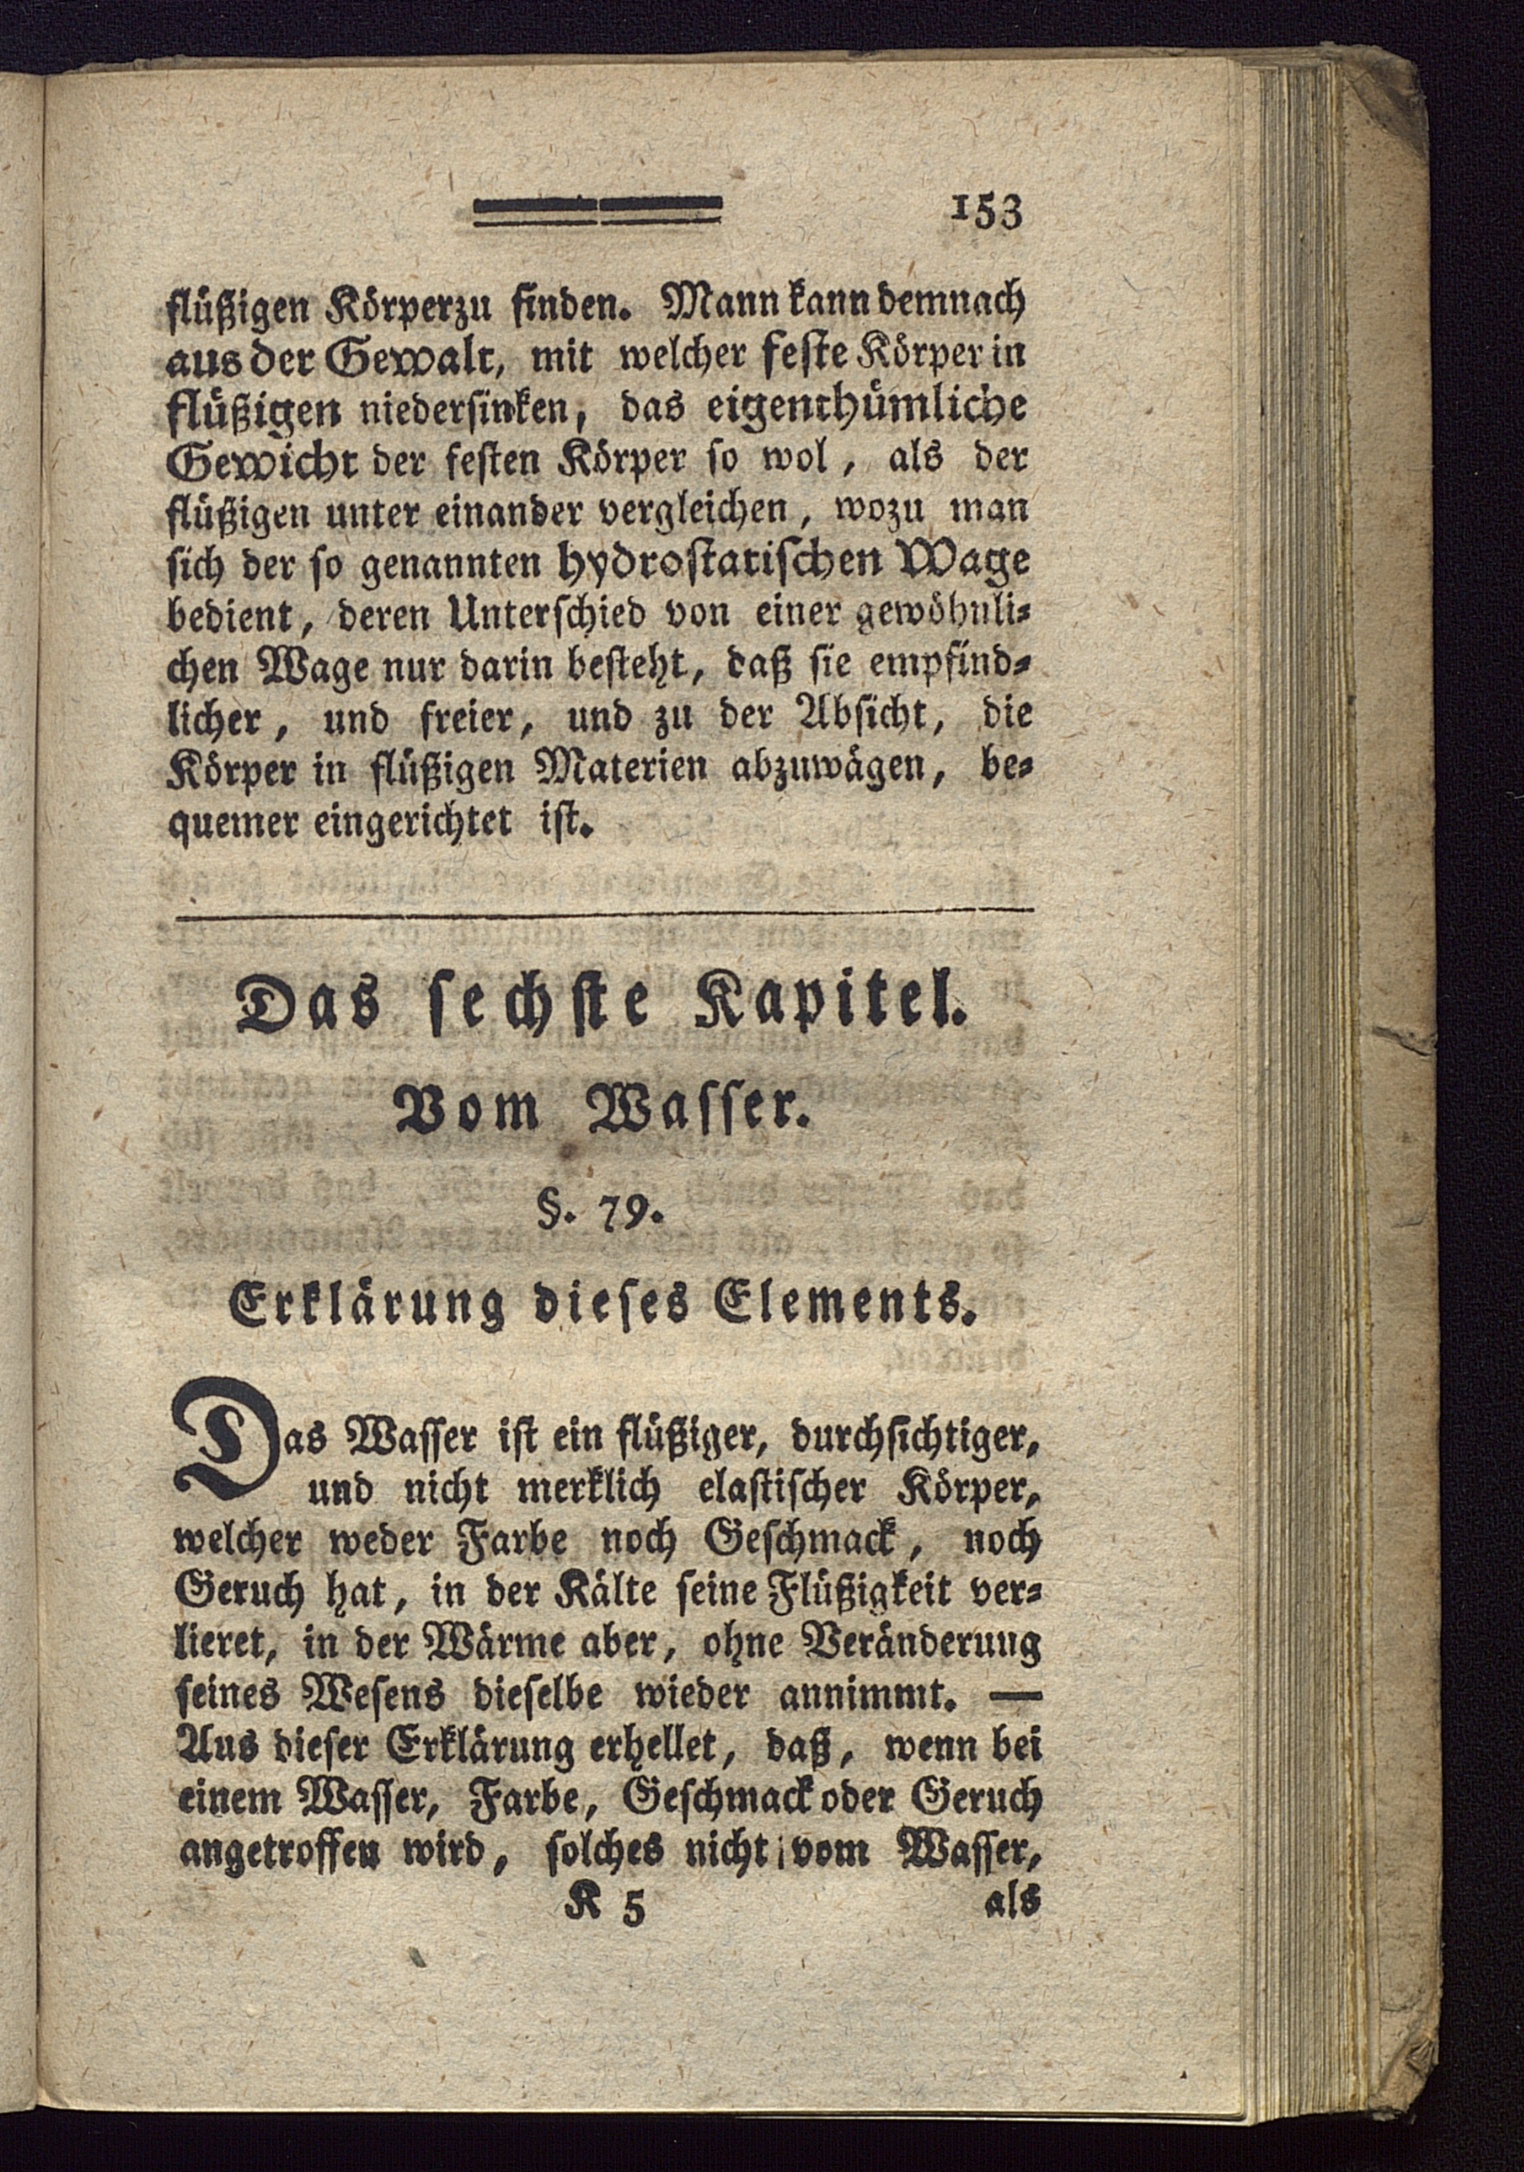 153
flüßigen Körperzu finden. Mann kann demnach
aus der Gewalt, mit welcher feste Körper in
flüßigen niedersinken, das eigenthümliche
Gewicht der festen Körper so wol, als der
flüßigen unter einander vergleichen, wozu man
sich der so genannten hydrostatischen Wage
bedient, deren Unterschied von einer gewöhnli⸗
chen Wage nur darin besteht, daß sie empfind⸗
licher, und freier, und zu der Absicht, die
Körper in flüßigen Materien abzuwägen, be⸗
quemer eingerichtet ist.
Das sechste Kapitel.
Vom Wasser.
§. 79.
Erklärung dieses Elements.
Das Wasser ist ein flüßiger, durchsichtiger,
und nicht merklich elastischer Körper,
welcher weder Farbe noch Geschmack, noch
Geruch hat, in der Kälte seine Flüßigkeit ver⸗
lieret, in der Wärme aber, ohne Veränderung
seines Wesens dieselbe wieder annimmt. —
Aus dieser Erklärung erhellet, daß, wenn bei
einem Wasser, Farbe, Geschmack oder Geruch
angetroffen wird, solches nicht vom Wasser,
K 5 als